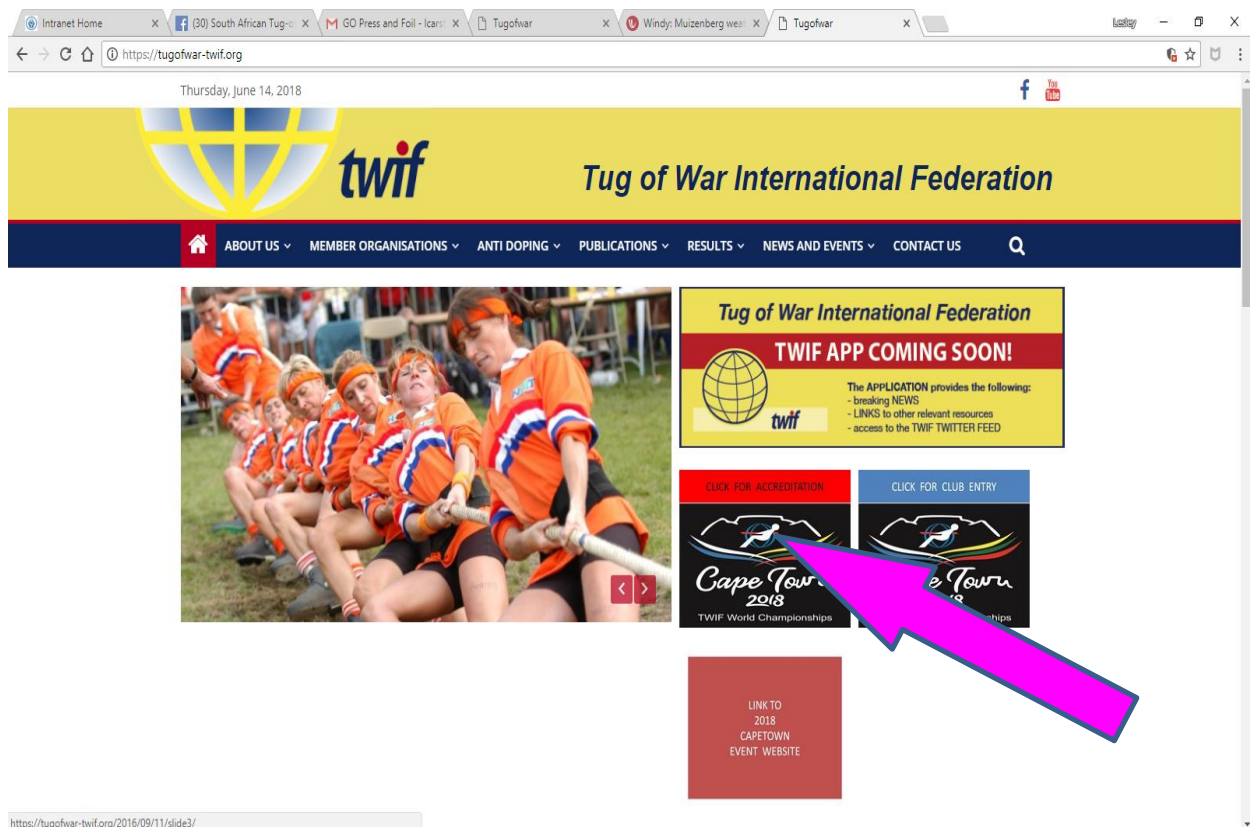 Intranet Home
(30) South African Tug-o
GO Press and Foil - Icars
Tugofwar
Windy: Muizenberg weat
Tugofwar
Lesley
https://tugofwar-twif.org
Thursday, June 14, 2018
You
Tube
twif
Tug of War International Federation
ABOUT US
MEMBER ORGANISATIONS
ANTI DOPING
PUBLICATIONS
RESULTS
NEWS AND EVENTS
CONTACT US
Tug of War International Federation
TWIF APP COMING SOON!
The APPLICATION provides the following:
- breaking NEWS
- LINKS to other relevant resources
- access to the TWIF TWITTER FEED
twif
CLICK FOR ACCREDITATION
CLICK FOR CLUB ENTRY
Cape Tow
2018
TWIF World Championships
e Town
8
ships
LINK TO
2018
CAPETOWN
EVENT WEBSITE
https://tugofwar-twif.org/2016/09/11/slide3/